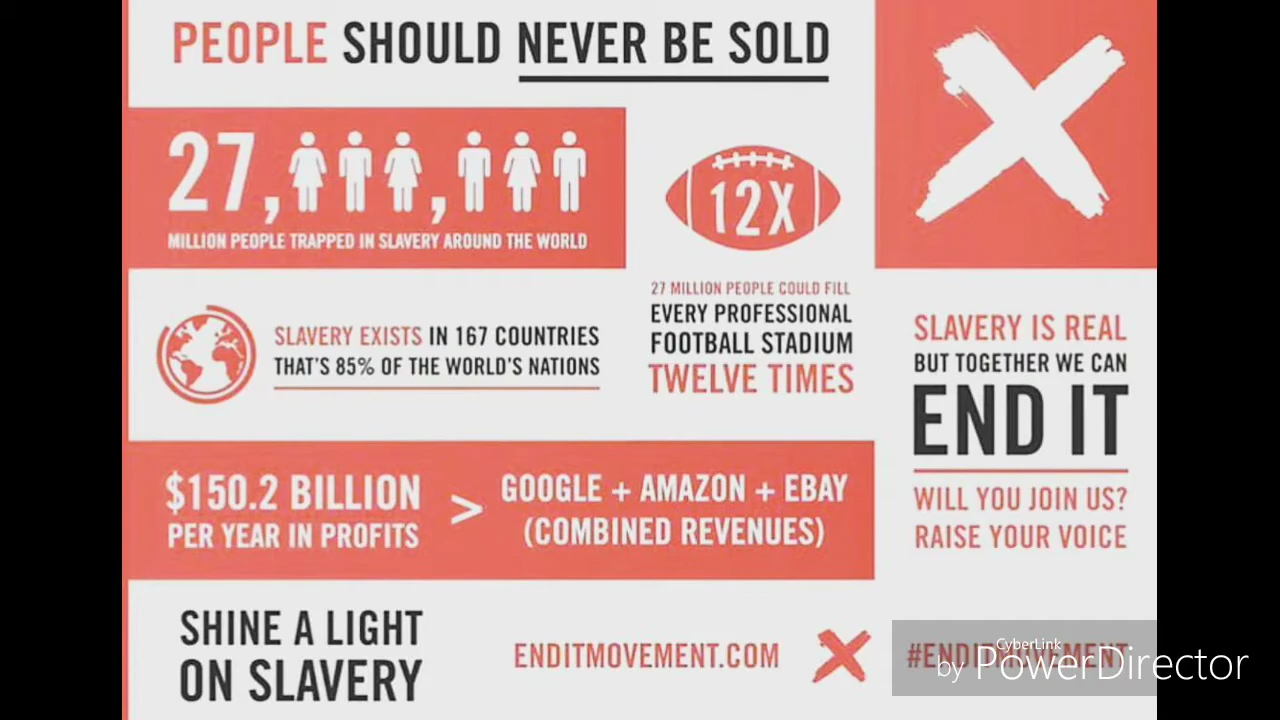 PEOPLE SHOULD NEVER BE SOLD
27,
MILLION PEOPLE TRAPPED IN SLAVERY AROUND THE WORLD
12X
27 MILLION PEOPLE COULD FILL
EVERY PROFESSIONAL
FOOTBALL STADIUM
TWELVE TIMES
SLAVERY EXISTS IN 167 COUNTRIES
THAT'S 85% OF THE WORLD'S NATIONS
SLAVERY IS REAL
BUT TOGETHER WE CAN
END IT
WILL YOU JOIN US?
RAISE YOUR VOICE
$150.2 BILLION
PER YEAR IN PROFITS
>
GOOGLE + AMAZON + EBAY
(COMBINED REVENUES)
SHINE A LIGHT
ON SLAVERY
ENDITMOVEMENT.COM
#ENDITMOVEMENT
CyberLink
by PowerDirector